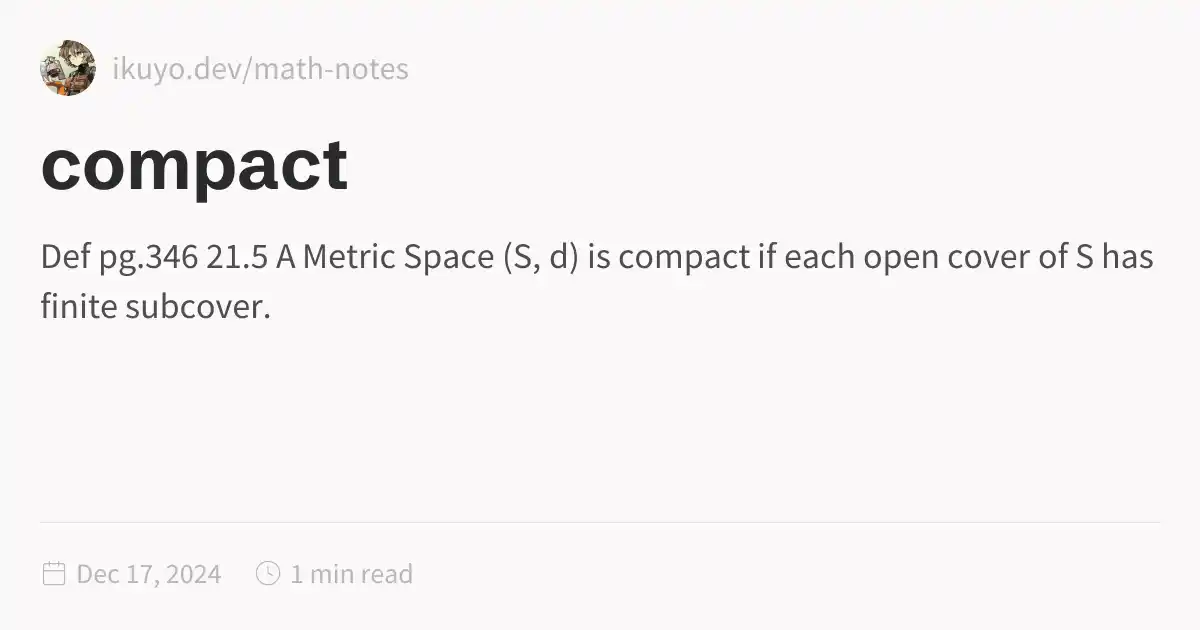 ikuyo.dev/math-notes
compact
Def pg.346 21.5 A Metric Space (S, d) is compact if each open cover of S has
finite subcover.
Dec 17, 2024 1 min read